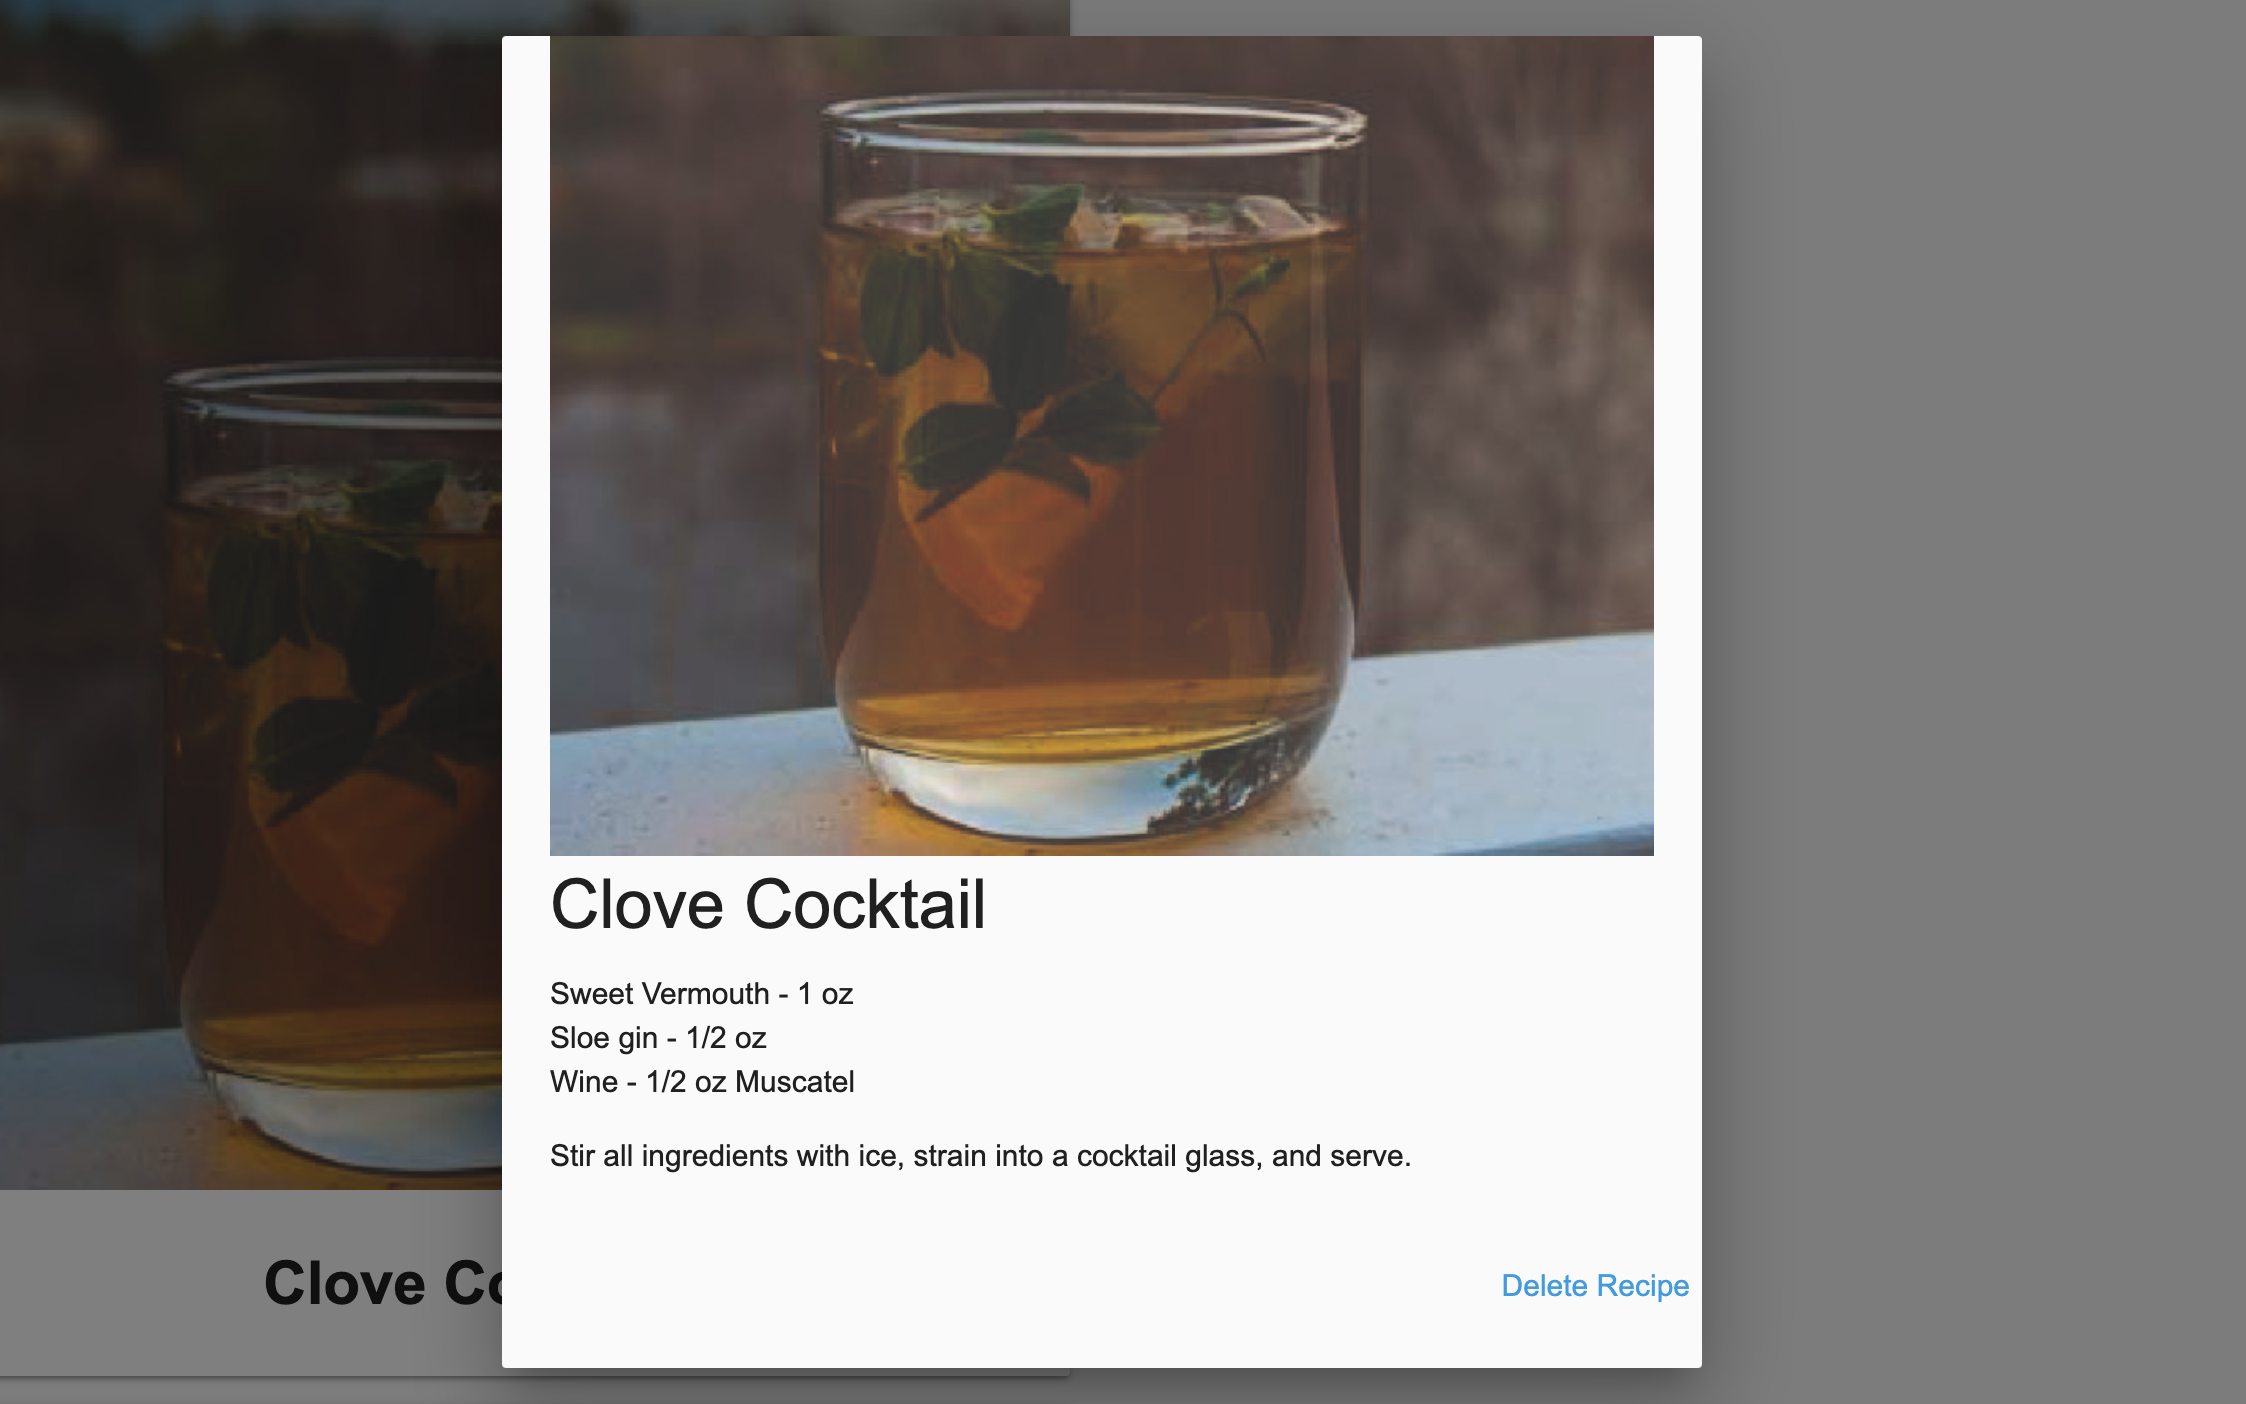 Clove Cocktail
Sweet Vermouth - 1 oz
Sloe gin - 1/2 oz
Wine - 1/2 oz Muscatel
Stir all ingredients with ice, strain into a cocktail glass, and serve.
Delete Recipe
Clove Co